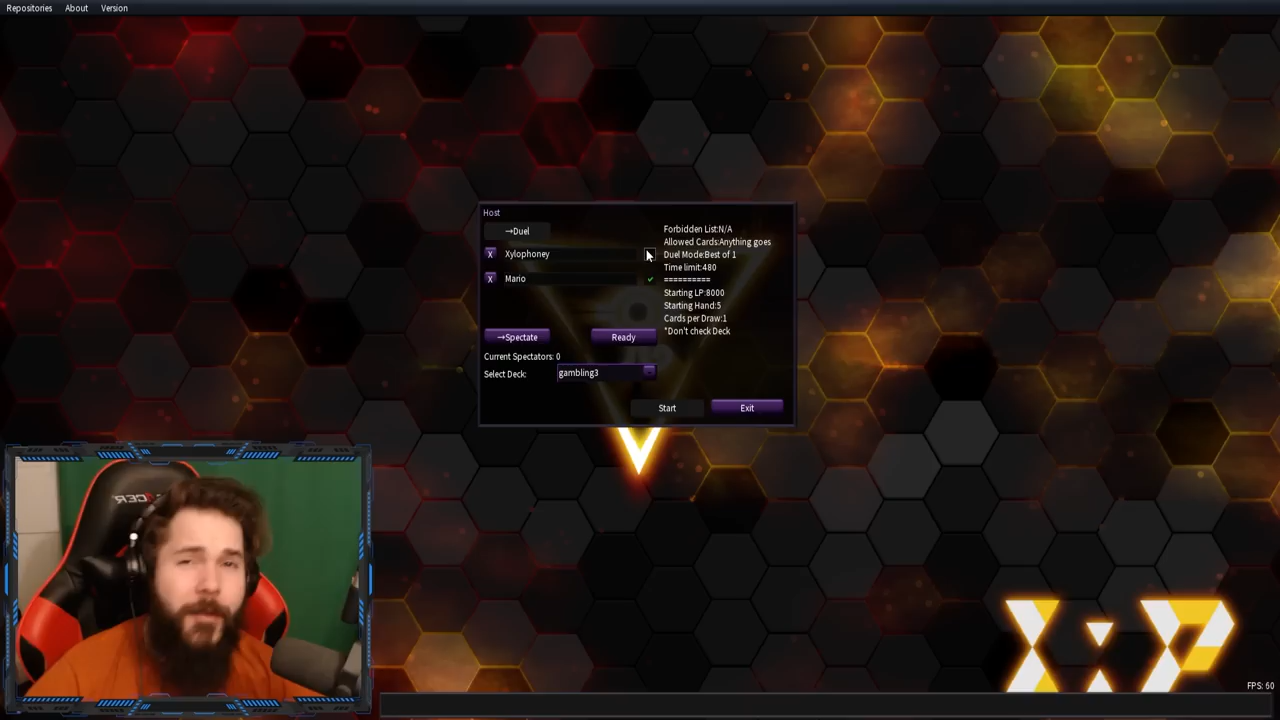 Repositories About Version
Host
→Duel
X Xylophoney
X Mario
Forbidden List:N/A
Allowed Cards:Anything goes
Duel Mode:Best of 1
Time limit:480
==========
Starting LP:8000
Starting Hand:5
Cards per Draw:1
*Don't check Deck
→Spectate Ready
Current Spectators: 0
Select Deck: gambling3
Start Exit
FPS: 60